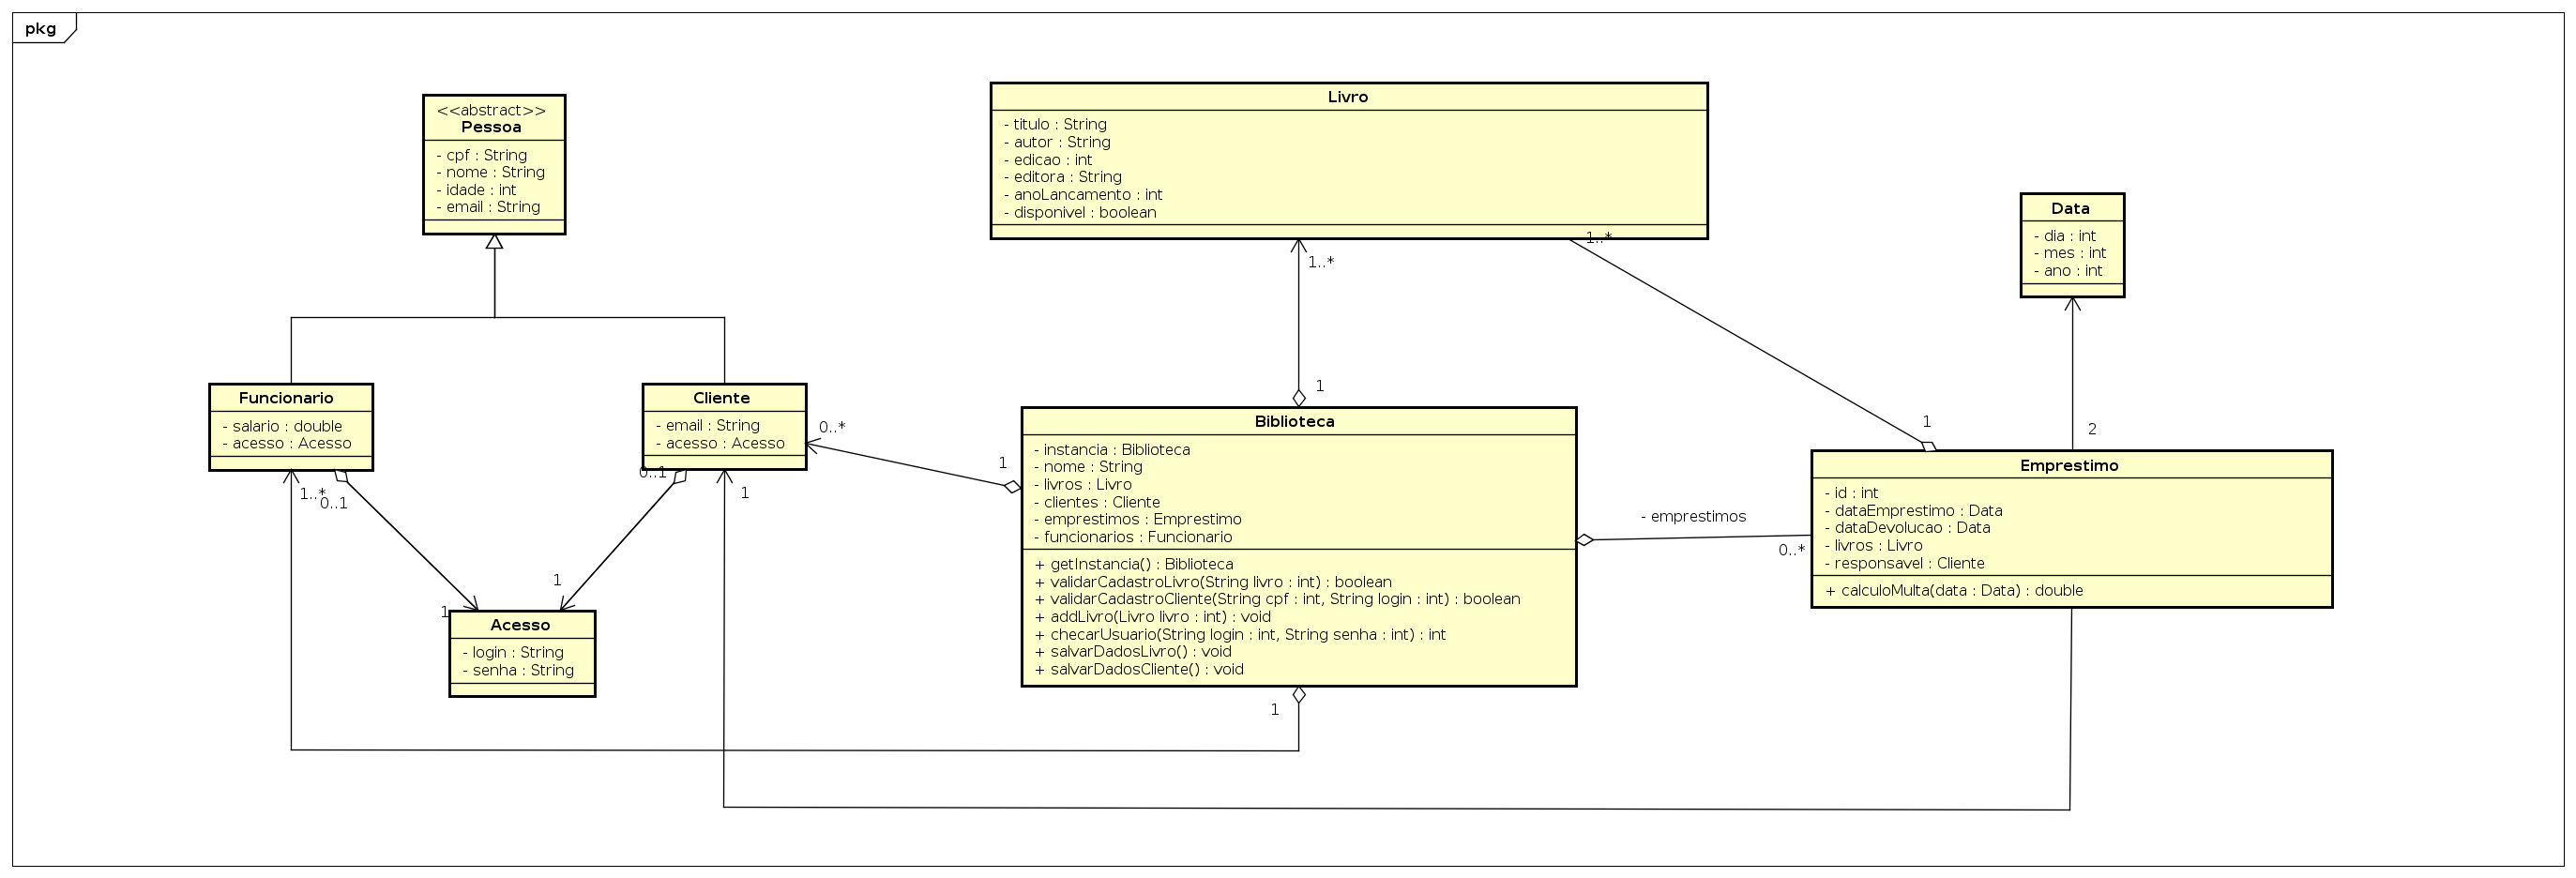 pkg
<<abstract>>
Pessoa
- cpf : String
- nome : String
- idade : int
- email : String
Livro
- titulo : String
- autor : String
- edicao : int
- editora : String
- anoLancamento : int
- disponivel : boolean
1..*
1..*
Data
- dia : int
- mes : int
- ano : int
Funcionario
- salario : double
- acesso : Acesso
1..*
0..1
Cliente
- email : String
- acesso : Acesso
0..1
1
0..*
1
1
Biblioteca
- instancia : Biblioteca
- nome : String
- livros : Livro
- clientes : Cliente
- emprestimos : Emprestimo
- funcionarios : Funcionario
+ getInstancia() : Biblioteca
+ validarCadastroLivro(String livro : int) : boolean
+ validarCadastroCliente(String cpf : int, String login : int) : boolean
+ addLivro(Livro livro : int) : void
+ checarUsuario(String login : int, String senha : int) : int
+ salvarDadosLivro() : void
+ salvarDadosCliente() : void
1
- emprestimos
0..*
1
2
Emprestimo
- id : int
- dataEmprestimo : Data
- dataDevolucao : Data
- livros : Livro
- responsavel : Cliente
+ calculoMulta(data : Data) : double
1
1
Acesso
- login : String
- senha : String